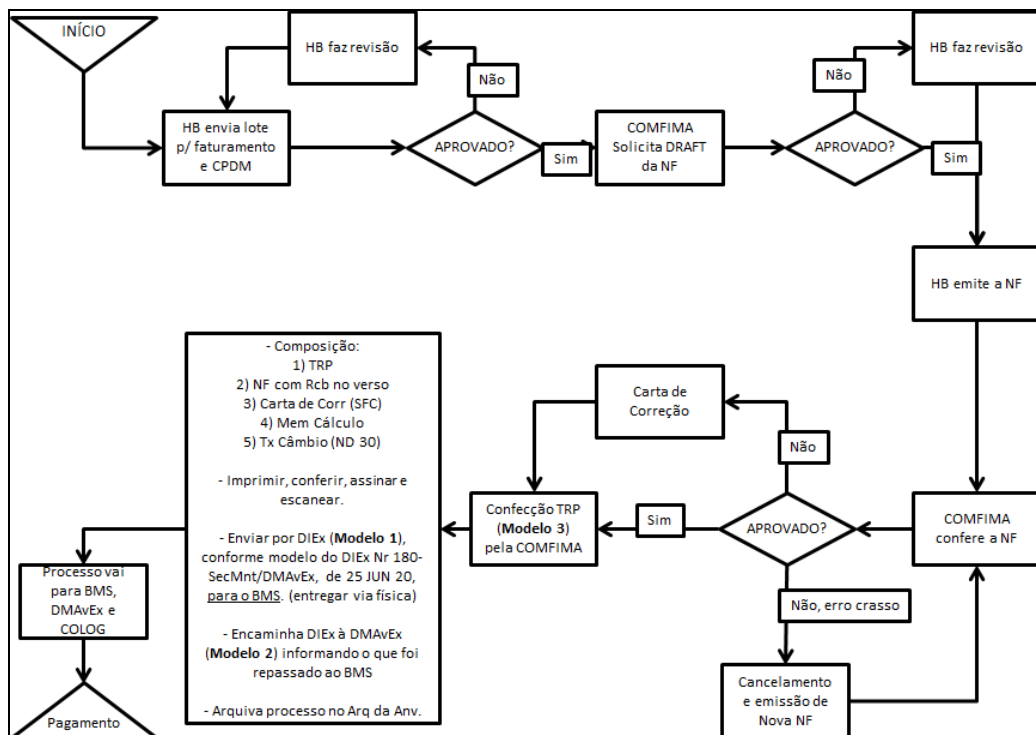 INÍCIO
HB faz revisão
Não
HB envia lote
p/ faturamento
e CPDM
APROVADO?
Sim
COMFIMA
Solicita DRAFT
da NF
APROVADO?
Não
HB faz revisão
Sim
HB emite a NF
COMFIMA
confere a NF
APROVADO?
Não
Carta de
Correção
Sim
Não, erro crasso
Cancelamento
e emissão de
Nova NF
Confecção TRP
(Modelo 3)
pela COMFIMA
- Composição:
1) TRP
2) NF com Rcb no verso
3) Carta de Corr (SFC)
4) Mem Cálculo
5) Tx Câmbio (ND 30)
- Imprimir, conferir, assinar e
escanear.
- Enviar por DIEx (Modelo 1),
conforme modelo do DIEx Nr 180-
SecMnt/DMAvEx, de 25 JUN 20,
para o BMS. (entregar via física)
- Encaminha DIEx à DMAvEx
(Modelo 2) informando o que foi
repassado ao BMS
- Arquiva processo no Arq da Anv.
Processo vai
para BMS,
DMAvEx e
COLOG
Pagamento